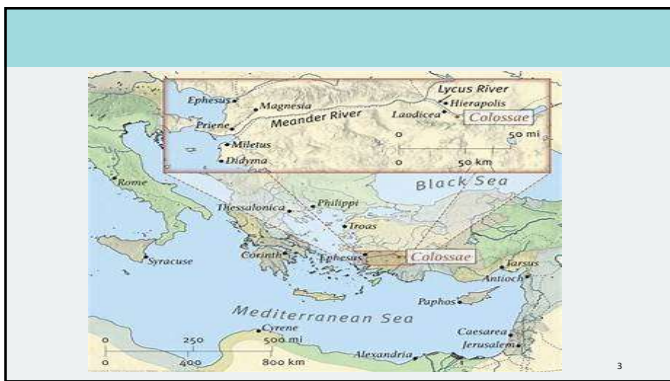 Lycus River
Ephesus
Magnesia
Hierapolis
Laodicea
Colossae
Priene
Meander River
0 50 mi
Miletus
0 50 km
Didyma
Black Sea
Rome
Thessalonica
Philippi
Troas
Syracuse
Corinth
Ephesus
Colossae
Tarsus
Antioch
Paphos
Mediterranean Sea
Cyrene
Caesarea
Jerusalem
Alexandria
0 250 500 mi
0 400 800 km
3